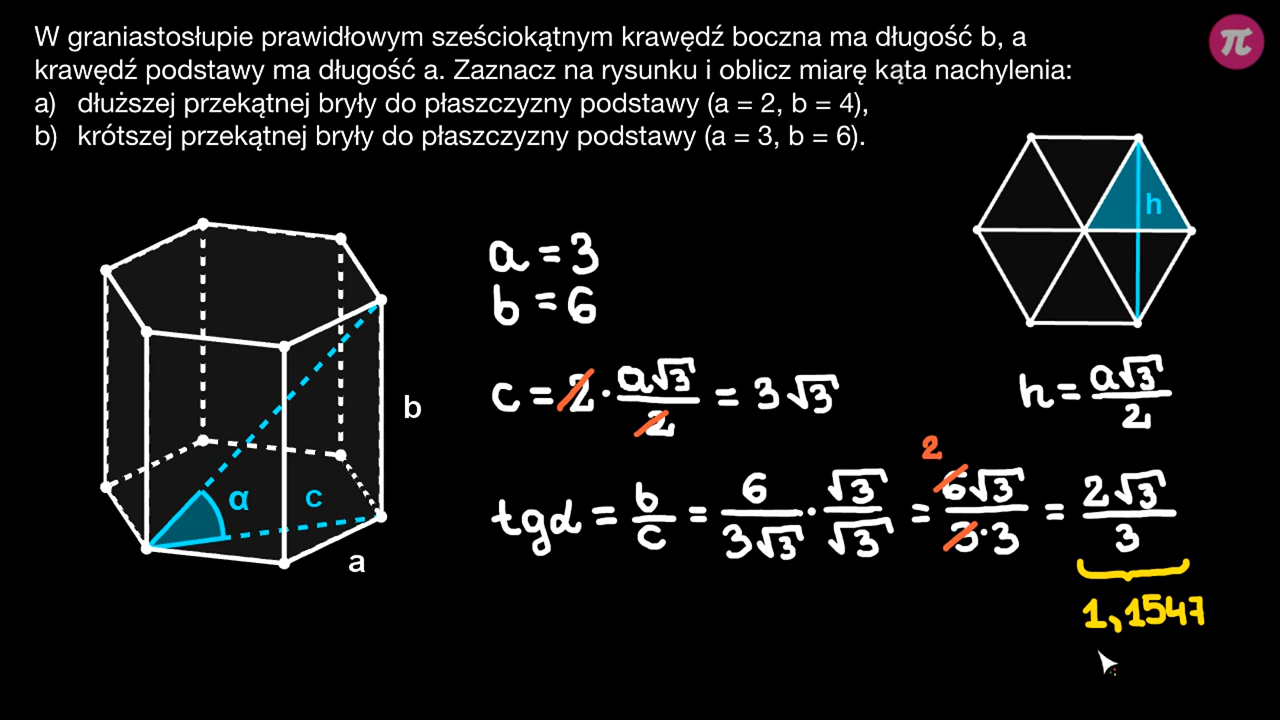 W graniastosłupie prawidłowym sześciokątnym krawędź boczna ma długość b, a
krawędź podstawy ma długość a. Zaznacz na rysunku i oblicz miarę kąta nachylenia:
a) dłuższej przekątnej bryły do płaszczyzny podstawy (a = 2, b = 4),
b) krótszej przekątnej bryły do płaszczyzny podstawy (a = 3, b = 6).
π
h
a = 3
b = 6
c = 2 · a√3/2 = 3√3
h = a√3/2
b
α
c
a
2
tgα = b/c = 6/3√3 · √3/√3 = 6√3/3·3 = 2√3/3
1,1547